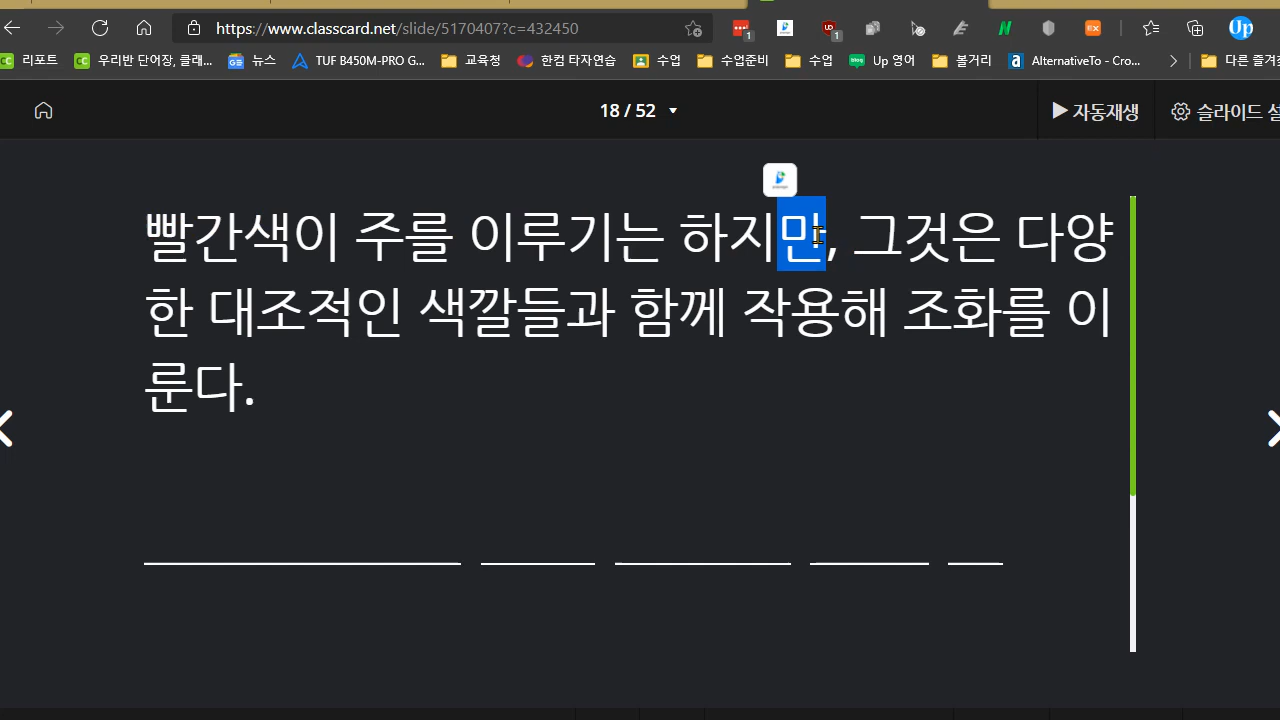 https://www.classcard.net/slide/5170407?c=432450
리포트 우리반 단어장, 클래... 뉴스 TUF B450M-PRO G... 교육청 한컴 타자연습 수업 수업준비 수업 Up 영어 볼거리 AlternativeTo - Cro... 다른 즐겨찾
18 / 52 자동재생 슬라이드 설
빨간색이 주를 이루기는 하지만, 그것은 다양
한 대조적인 색깔들과 함께 작용해 조화를 이
룬다.